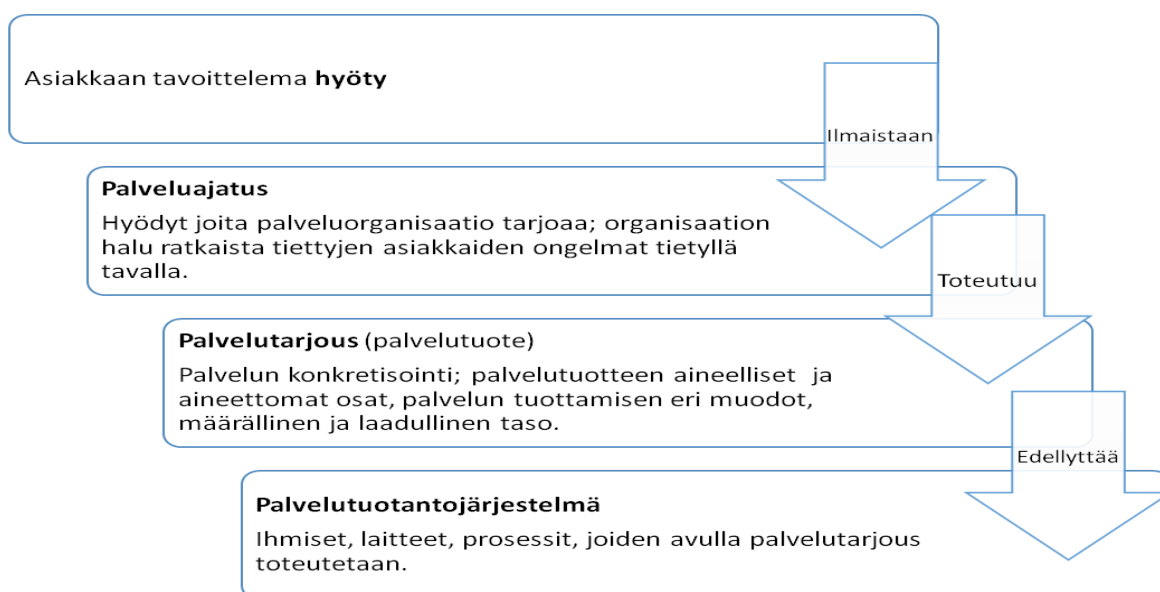 Asiakkaan tavoittelema hyöty
Ilmaistaan
Palveluajatus
Hyödyt joita palveluorganisaatio tarjoaa; organisaation
halu ratkaista tiettyjen asiakkaiden ongelmat tietyllä
tavalla.
Toteutuu
Palvelutarjous (palvelutuote)
Palvelun konkretisointi; palvelutuotteen aineelliset ja
aineettomat osat, palvelun tuottamisen eri muodot,
määrällinen ja laadullinen taso.
Edellyttää
Palvelutuotantojärjestelmä
Ihmiset, laitteet, prosessit, joiden avulla palvelutarjous
toteutetaan.